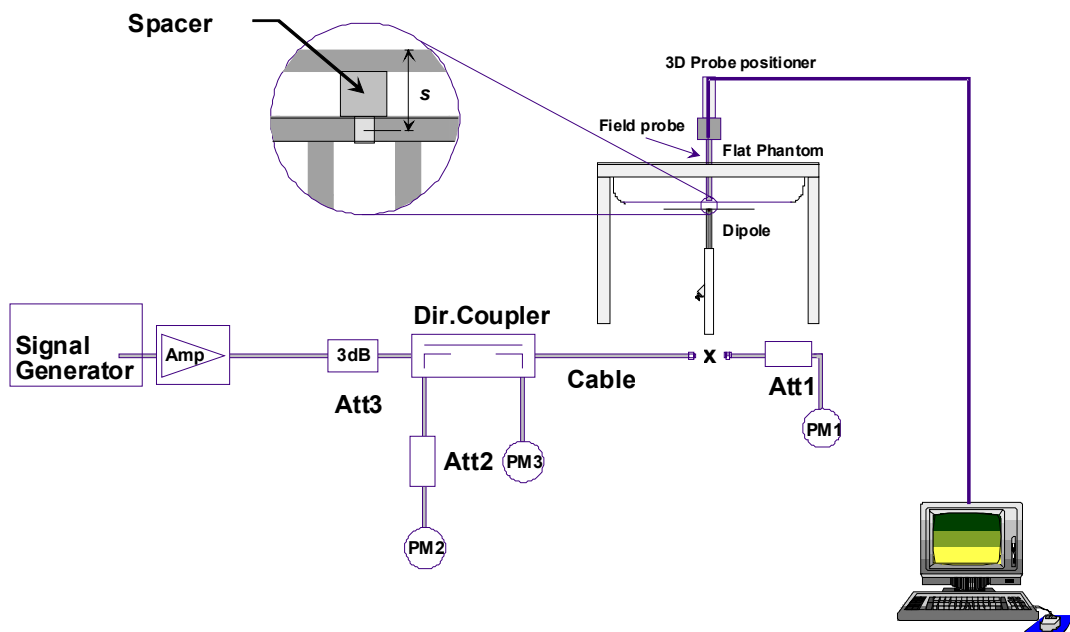 Spacer
s
3D Probe positioner
Field probe
Flat Phantom
Dipole
Signal
Generator
Amp
3dB
Att3
Dir.Coupler
Cable
x
Att1
PM1
Att2
PM3
PM2